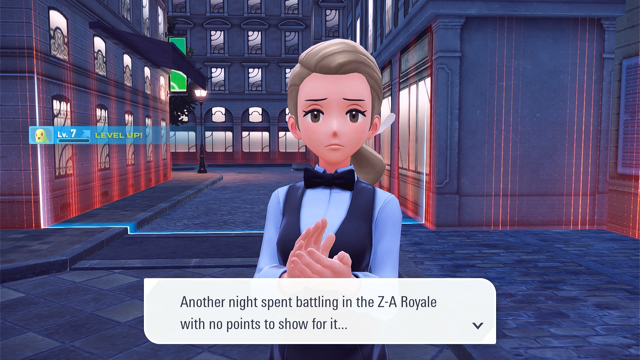 Lv. 7 LEVEL UP!
Another night spent battling in the Z-A Royale
with no points to show for it...